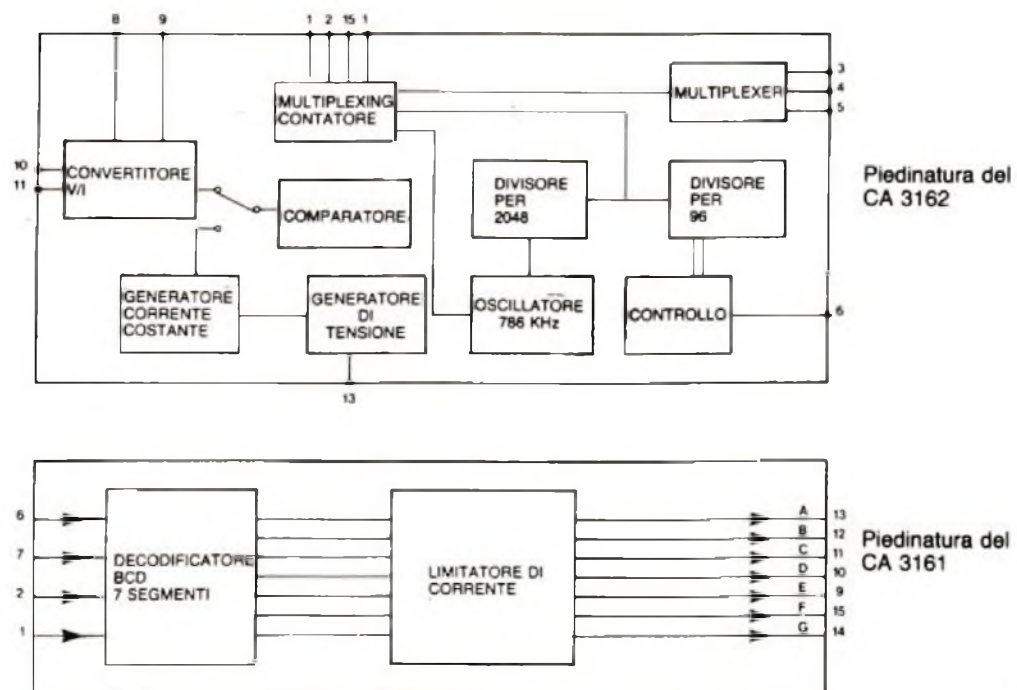 8 9 1 2 15 1
MULTIPLEXING
CONTATORE
MULTIPLEXER
3
4
5
10
11
CONVERTITORE
V/I
COMPARATORE
DIVISORE
PER
2048
DIVISORE
PER
96
GENERATORE
CORRENTE
COSTANTE
GENERATORE
DI
TENSIONE
OSCILLATORE
786 KHz
CONTROLLO
6
13
Piedinatura del
CA 3162
6
7
2
1
DECODIFICATORE
BCD
7 SEGMENTI
LIMITATORE DI
CORRENTE
A 13
B 12
C 11
D 10
E 9
F 15
G 14
Piedinatura del
CA 3161